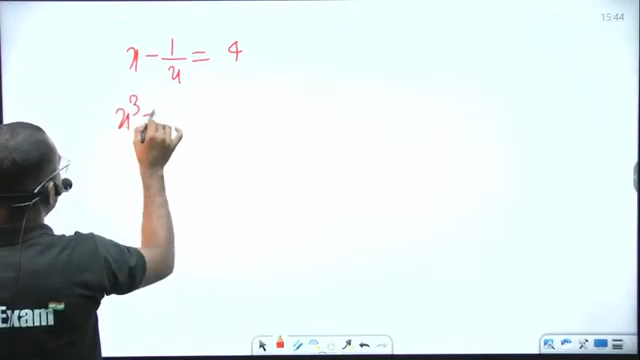 15:44
x - 1/x = 4
x³ -
Exam